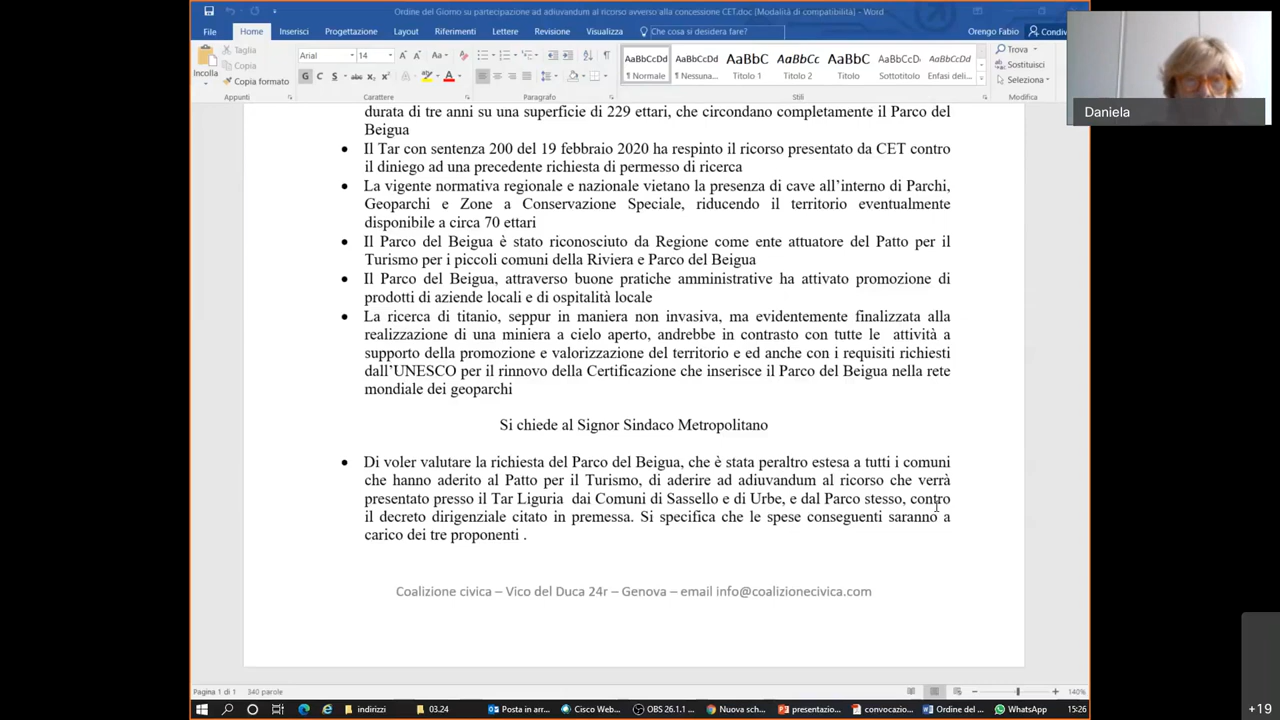 Ordine del Giorno su partecipazione ad adiuvandum al ricorso avverso alla concessione CET.doc [Modalità di compatibilità] - Word
File Home Inserisci Progettazione Layout Riferimenti Lettere Revisione Visualizza Che cosa si desidera fare? Orengo Fabio Condiv
Incolla
Taglia
Copia
Copia formato
Appunti
Arial 14
Carattere
Paragrafo
AaBbCcDd AaBbCcDd AaBbC AaBbCc AaBbC AaBbCcD AaBbCcDd
¶ Normale ¶ Nessuna... Titolo 1 Titolo 2 Titolo Sottotitolo Enfasi deli...
Stili
Trova
Sostituisci
Seleziona
Modifica
Daniela
durata di tre anni su una superficie di 229 ettari, che circondano completamente il Parco del
Beigua
• Il Tar con sentenza 200 del 19 febbraio 2020 ha respinto il ricorso presentato da CET contro
il diniego ad una precedente richiesta di permesso di ricerca
• La vigente normativa regionale e nazionale vietano la presenza di cave all’interno di Parchi,
Geoparchi e Zone a Conservazione Speciale, riducendo il territorio eventualmente
disponibile a circa 70 ettari
• Il Parco del Beigua è stato riconosciuto da Regione come ente attuatore del Patto per il
Turismo per i piccoli comuni della Riviera e Parco del Beigua
• Il Parco del Beigua, attraverso buone pratiche amministrative ha attivato promozione di
prodotti di aziende locali e di ospitalità locale
• La ricerca di titanio, seppur in maniera non invasiva, ma evidentemente finalizzata alla
realizzazione di una miniera a cielo aperto, andrebbe in contrasto con tutte le attività a
supporto della promozione e valorizzazione del territorio e ed anche con i requisiti richiesti
dall’UNESCO per il rinnovo della Certificazione che inserisce il Parco del Beigua nella rete
mondiale dei geoparchi
Si chiede al Signor Sindaco Metropolitano
• Di voler valutare la richiesta del Parco del Beigua, che è stata peraltro estesa a tutti i comuni
che hanno aderito al Patto per il Turismo, di aderire ad adiuvandum al ricorso che verrà
presentato presso il Tar Liguria dai Comuni di Sassello e di Urbe, e dal Parco stesso, contro
il decreto dirigenziale citato in premessa. Si specifica che le spese conseguenti saranno a
carico dei tre proponenti .
Coalizione civica – Vico del Duca 24r – Genova – email info@coalizionecivica.com
Pagina 1 di 1 340 parole 140%
indirizzi 03.24 Posta in arr... Cisco Web... OBS 26.1.1 ... Nuova sch... presentazio... convocazio... Ordine del ... WhatsApp 15:26
+19